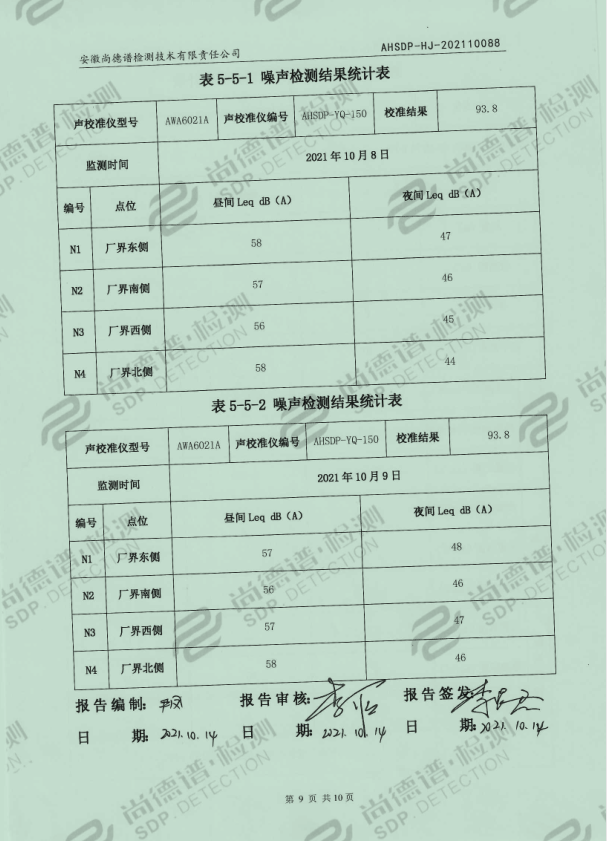 安徽尚德谱检测技术有限责任公司 AHSDP-HJ-202110088
表 5-5-1 噪声检测结果统计表
声校准仪型号 AWA6021A 声校准仪编号 AHSDP-YQ-150 校准结果 93.8
监测时间 2021 年 10 月 8 日
编号 点位 昼间 Leq dB（A） 夜间 Leq dB（A）
N1 厂界东侧 58 47
N2 厂界南侧 57 46
N3 厂界西侧 56 45
N4 厂界北侧 58 44
表 5-5-2 噪声检测结果统计表
声校准仪型号 AWA6021A 声校准仪编号 AHSDP-YQ-150 校准结果 93.8
监测时间 2021 年 10 月 9 日
编号 点位 昼间 Leq dB（A） 夜间 Leq dB（A）
N1 厂界东侧 57 48
N2 厂界南侧 56 46
N3 厂界西侧 57 47
N4 厂界北侧 58 46
报告编制： 报告审核： 报告签发：
日 期：2021.10.14 日 期：2021.10.14 日 期：2021.10.14
第 9 页 共 10 页
尚德谱·检测
SDP.DETECTION